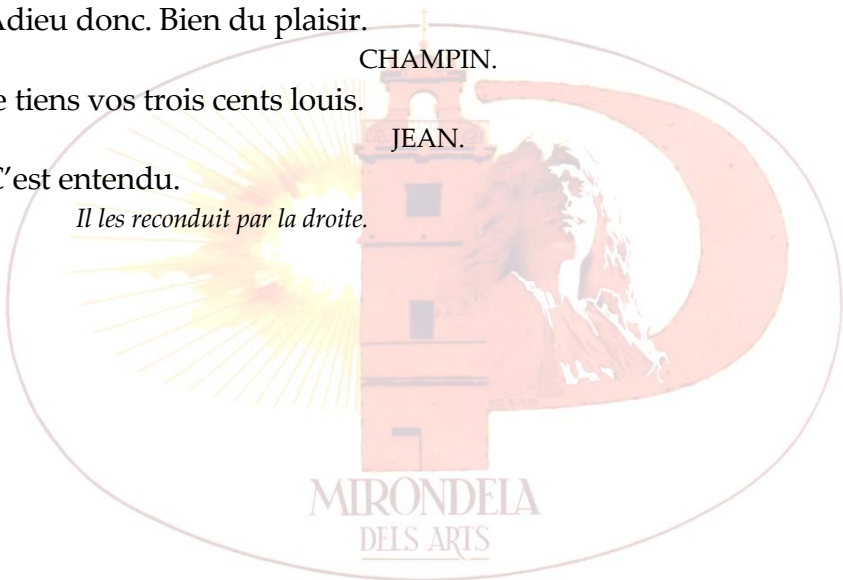 Adieu donc. Bien du plaisir.
CHAMPIN.
e tiens vos trois cents louis.
JEAN.
C’est entendu.
Il les reconduit par la droite.
MIRONDELA
DELS ARTS